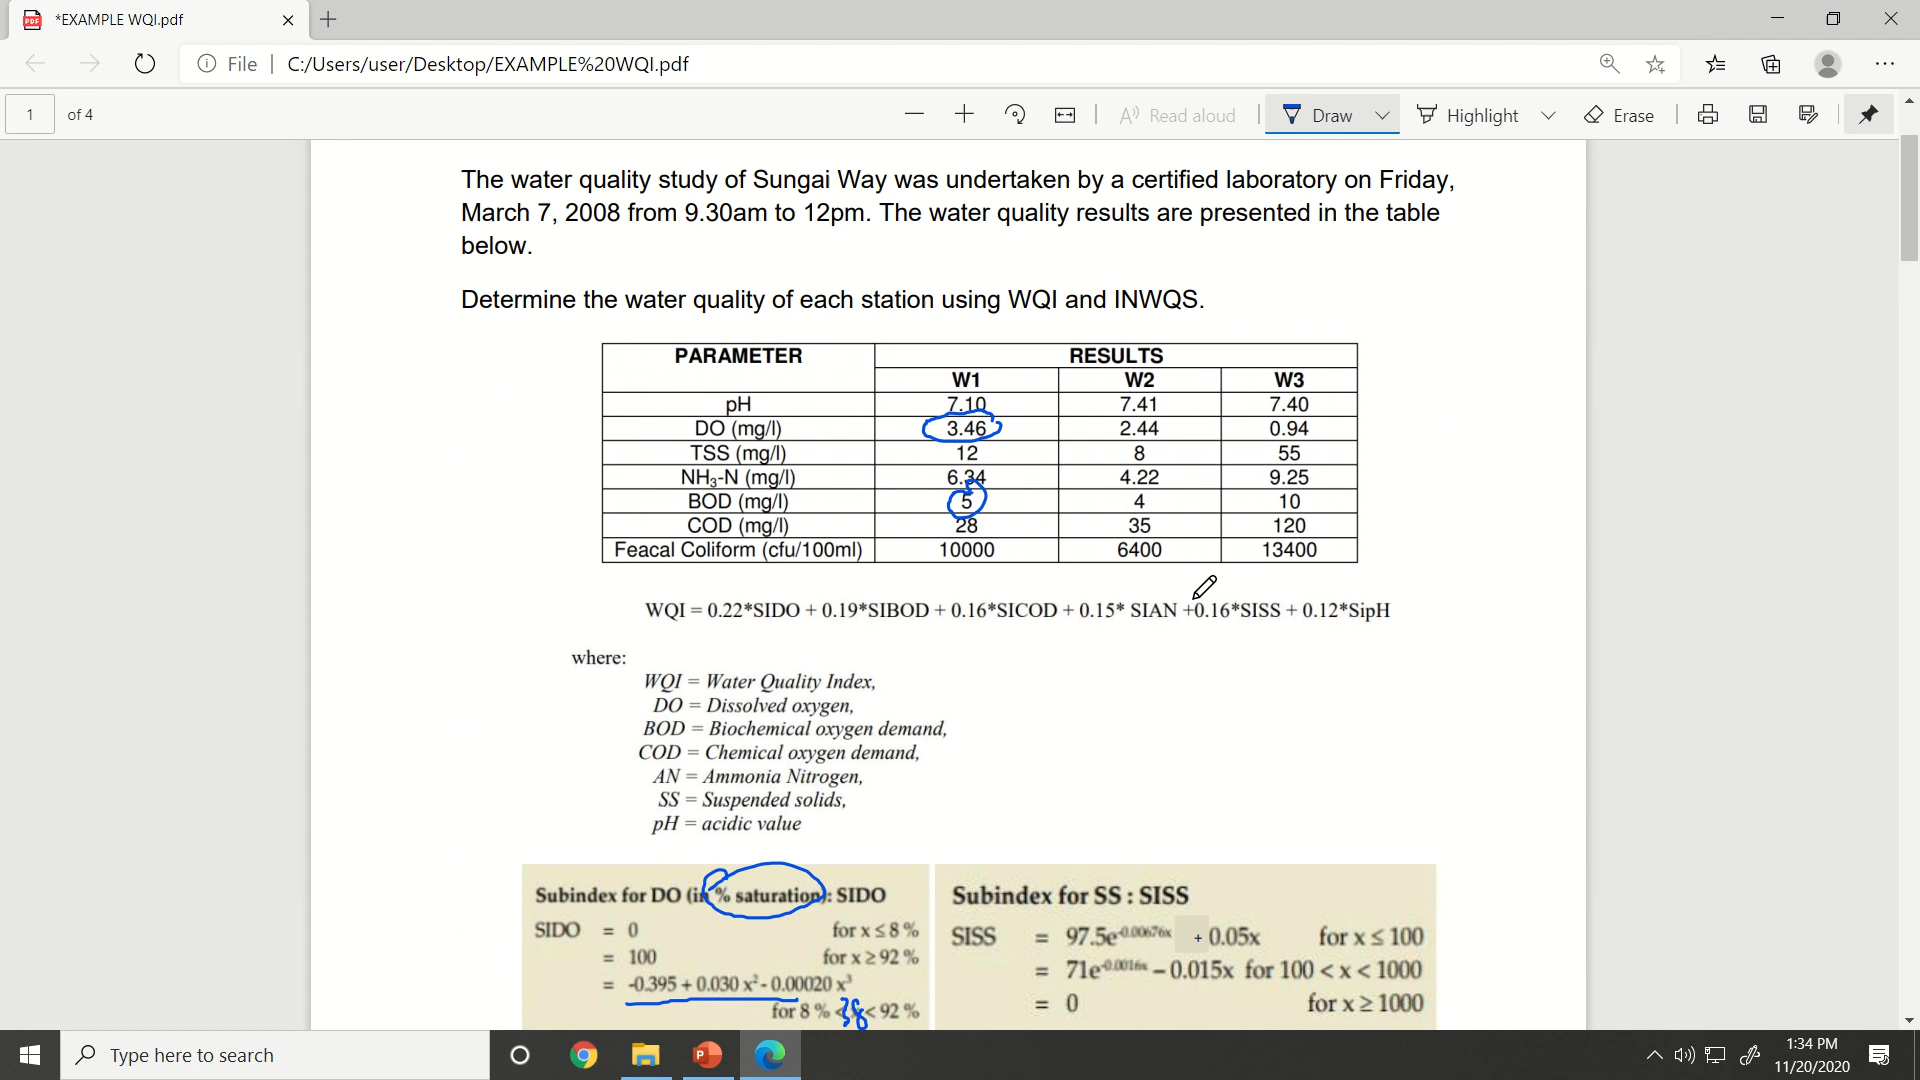 *EXAMPLE WQI.pdf
File | C:/Users/user/Desktop/EXAMPLE%20WQI.pdf
1 of 4
Read aloud
Draw
Highlight
Erase
The water quality study of Sungai Way was undertaken by a certified laboratory on Friday,
March 7, 2008 from 9.30am to 12pm. The water quality results are presented in the table
below.
Determine the water quality of each station using WQI and INWQS.
PARAMETER RESULTS
W1 W2 W3
pH 7.10 7.41 7.40
DO (mg/l) 3.46 2.44 0.94
TSS (mg/l) 12 8 55
NH₃-N (mg/l) 6.34 4.22 9.25
BOD (mg/l) 5 4 10
COD (mg/l) 28 35 120
Feacal Coliform (cfu/100ml) 10000 6400 13400
WQI = 0.22*SIDO + 0.19*SIBOD + 0.16*SICOD + 0.15* SIAN +0.16*SISS + 0.12*SipH
where:
WQI = Water Quality Index,
DO = Dissolved oxygen,
BOD = Biochemical oxygen demand,
COD = Chemical oxygen demand,
AN = Ammonia Nitrogen,
SS = Suspended solids,
pH = acidic value
Subindex for DO (in % saturation): SIDO
SIDO = 0 for x ≤ 8 %
= 100 for x ≥ 92 %
= -0.395 + 0.030 x² - 0.00020 x³
for 8 % < x < 92 %
38
Subindex for SS : SISS
SISS = 97.5e^-0.00676x + 0.05x for x ≤ 100
= 71e^-0.0016x – 0.015x for 100 < x < 1000
= 0 for x ≥ 1000
Type here to search
1:34 PM
11/20/2020